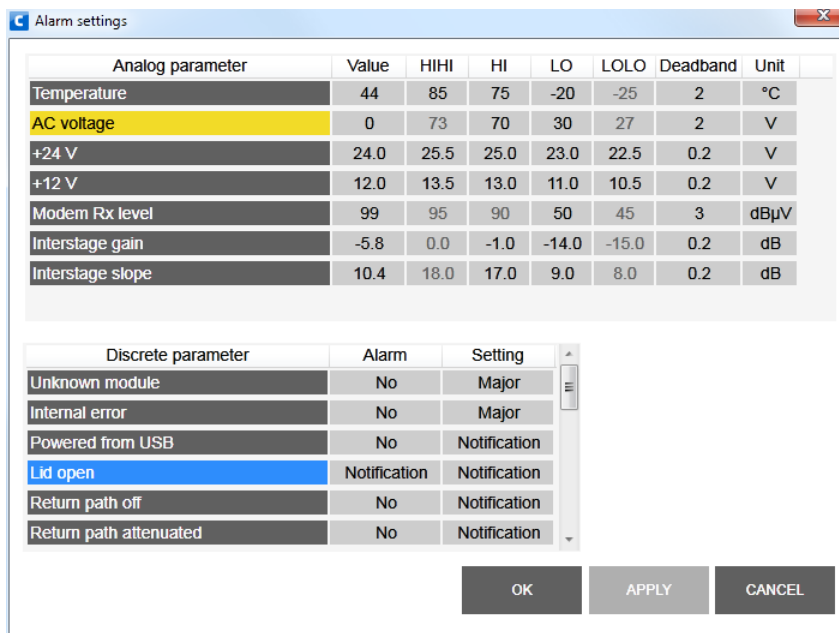 C Alarm settings
Analog parameter Value HIHI HI LO LOLO Deadband Unit
Temperature 44 85 75 -20 -25 2 °C
AC voltage 0 73 70 30 27 2 V
+24 V 24.0 25.5 25.0 23.0 22.5 0.2 V
+12 V 12.0 13.5 13.0 11.0 10.5 0.2 V
Modem Rx level 99 95 90 50 45 3 dBµV
Interstage gain -5.8 0.0 -1.0 -14.0 -15.0 0.2 dB
Interstage slope 10.4 18.0 17.0 9.0 8.0 0.2 dB
Discrete parameter Alarm Setting
Unknown module No Major
Internal error No Major
Powered from USB No Notification
Lid open Notification Notification
Return path off No Notification
Return path attenuated No Notification
OK APPLY CANCEL